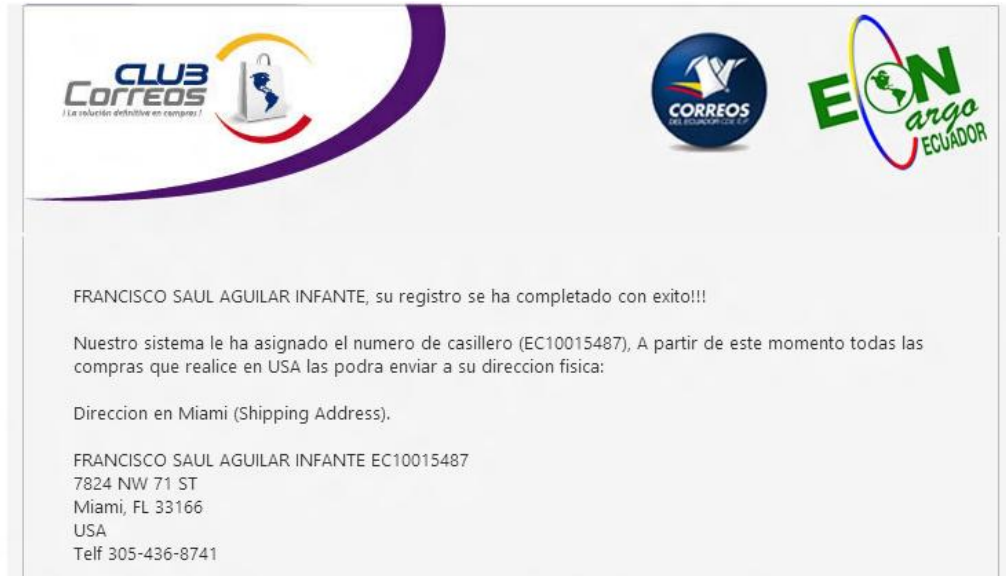 CLUB
Correos
! La solución definitiva en compras !
CORREOS
DEL ECUADOR CDE E.P.
EON
Cargo
ECUADOR
FRANCISCO SAUL AGUILAR INFANTE, su registro se ha completado con exito!!!
Nuestro sistema le ha asignado el numero de casillero (EC10015487), A partir de este momento todas las
compras que realice en USA las podra enviar a su direccion fisica:
Direccion en Miami (Shipping Address).
FRANCISCO SAUL AGUILAR INFANTE EC10015487
7824 NW 71 ST
Miami, FL 33166
USA
Telf 305-436-8741